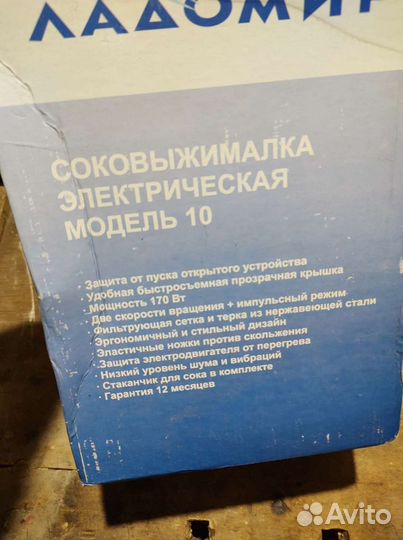 ЛАДОМИР
СОКОВЫЖИМАЛКА
ЭЛЕКТРИЧЕСКАЯ
МОДЕЛЬ 10
Защита от пуска открытого устройства
· Удобная быстросъемная прозрачная крышка
· Мощность 170 Вт
· Две скорости вращения + импульсный режим
· Фильтрующая сетка и терка из нержавеющей стали
· Эргономичный и стильный дизайн
· Эластичные ножки против скольжения
· Защита электродвигателя от перегрева
· Низкий уровень шума и вибраций
· Стаканчик для сока в комплекте
· Гарантия 12 месяцев
Avito